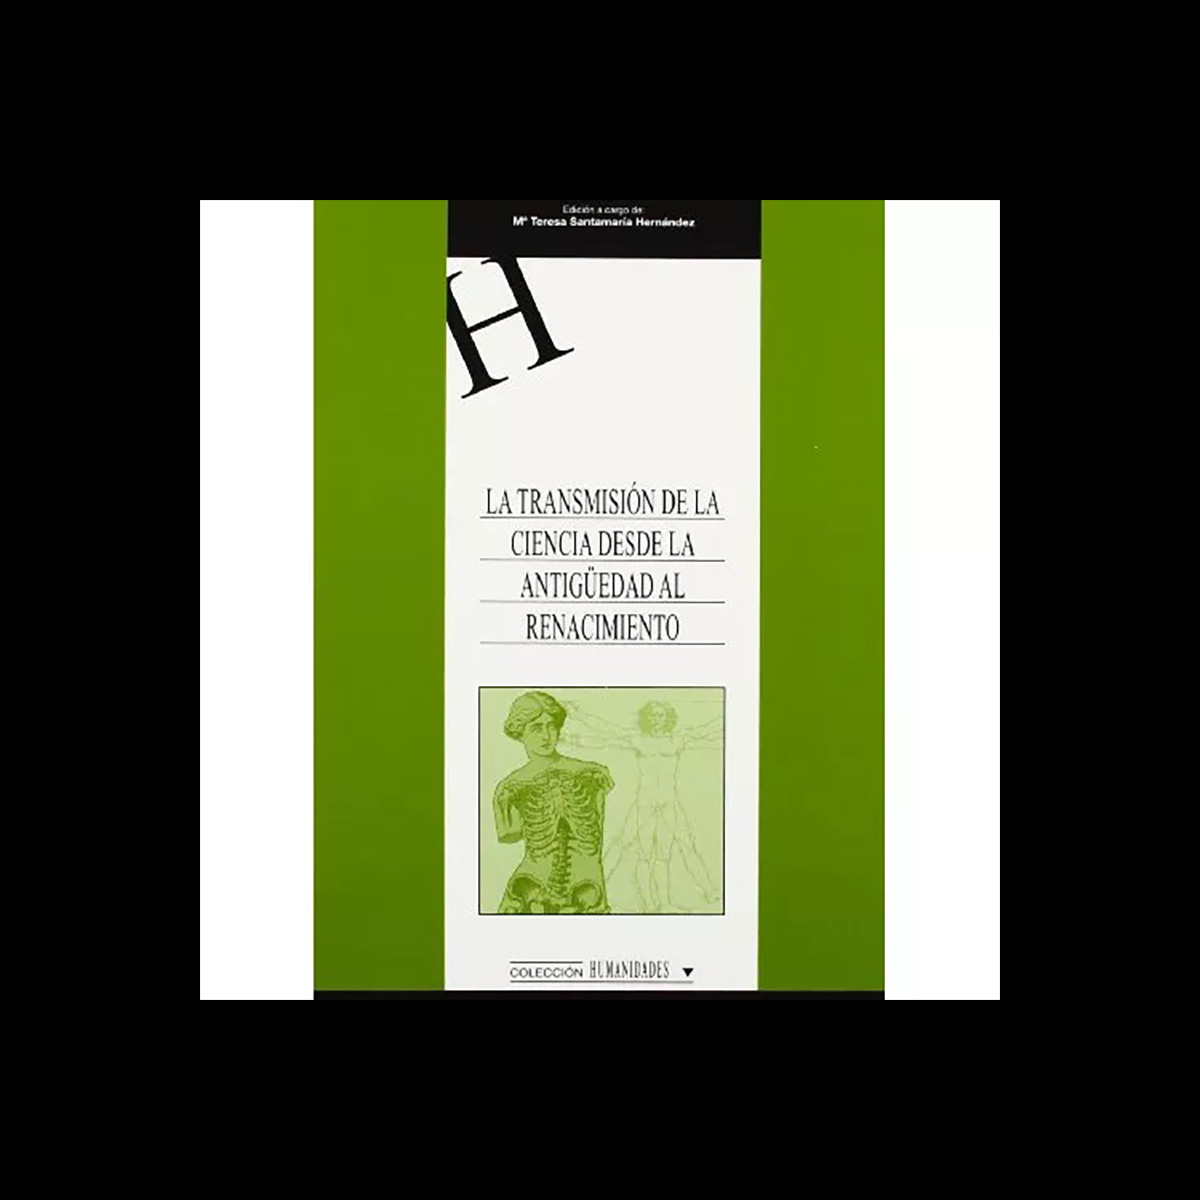 Edición a cargo de:
Mª Teresa Santamaría Hernández
H
LA TRANSMISIÓN DE LA
CIENCIA DESDE LA
ANTIGÜEDAD AL
RENACIMIENTO
COLECCIÓN HUMANIDADES